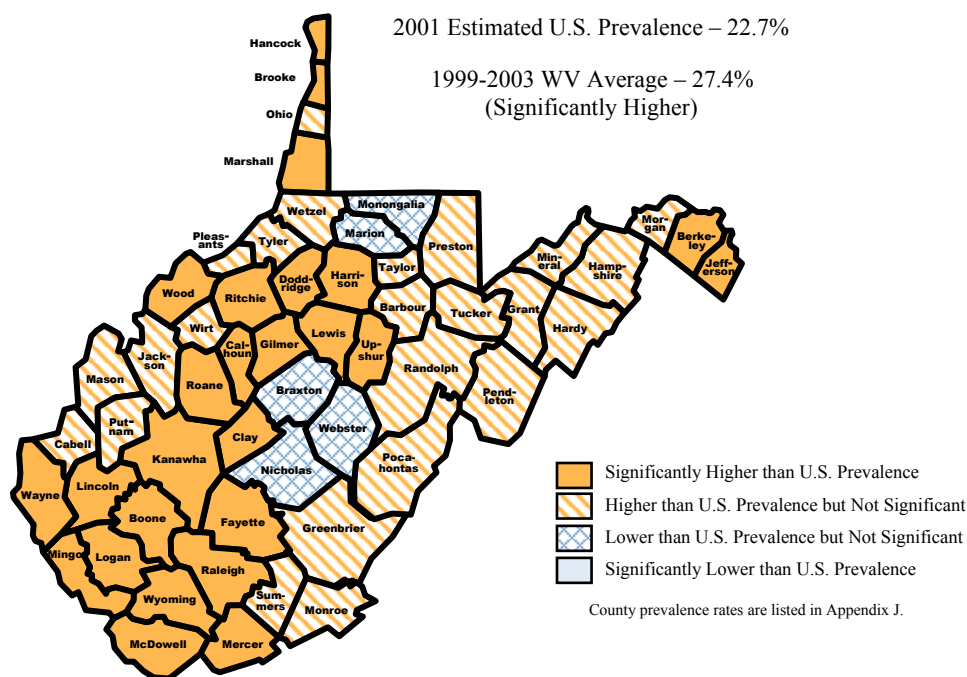 2001 Estimated U.S. Prevalence – 22.7%
1999-2003 WV Average – 27.4%
(Significantly Higher)
Hancock
Brooke
Ohio
Marshall
Wetzel
Monongalia
Marion
Pleas-
ants
Tyler
Preston
Mor-
gan
Berke-
ley
Jeff-
erson
Min-
eral
Hamp-
shire
Wood
Ritchie
Dodd-
ridge
Harri-
son
Taylor
Barbour
Tucker
Grant
Hardy
Wirt
Cal-
houn
Gilmer
Lewis
Up-
shur
Randolph
Pend-
leton
Jack-
son
Mason
Roane
Braxton
Webster
Put-
nam
Cabell
Kanawha
Clay
Nicholas
Poca-
hontas
Wayne
Lincoln
Boone
Fayette
Greenbrier
Mingo
Logan
Raleigh
Wyoming
Sum-
mers
Monroe
McDowell
Mercer
Significantly Higher than U.S. Prevalence
Higher than U.S. Prevalence but Not Significant
Lower than U.S. Prevalence but Not Significant
Significantly Lower than U.S. Prevalence
County prevalence rates are listed in Appendix J.